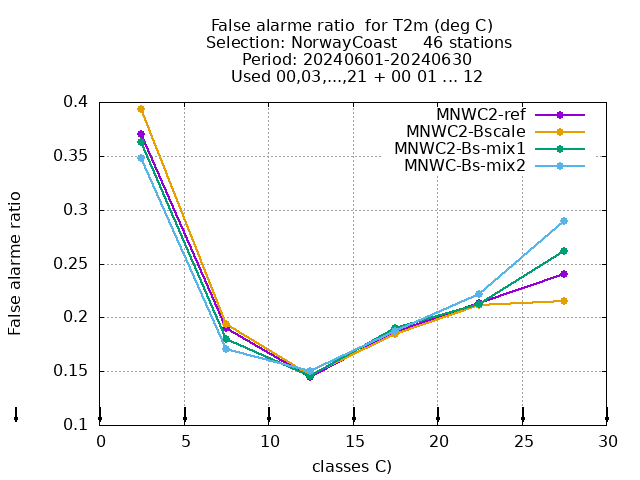 False alarme ratio  for T2m (deg C)
Selection: NorwayCoast     46 stations
Period: 20240601-20240630
Used 00,03,...,21 + 00 01 ... 12
MNWC2-ref
MNWC2-Bscale
MNWC2-Bs-mix1
MNWC-Bs-mix2
False alarme ratio
0.4
0.35
0.3
0.25
0.2
0.15
0.1
0 5 10 15 20 25 30
classes C)